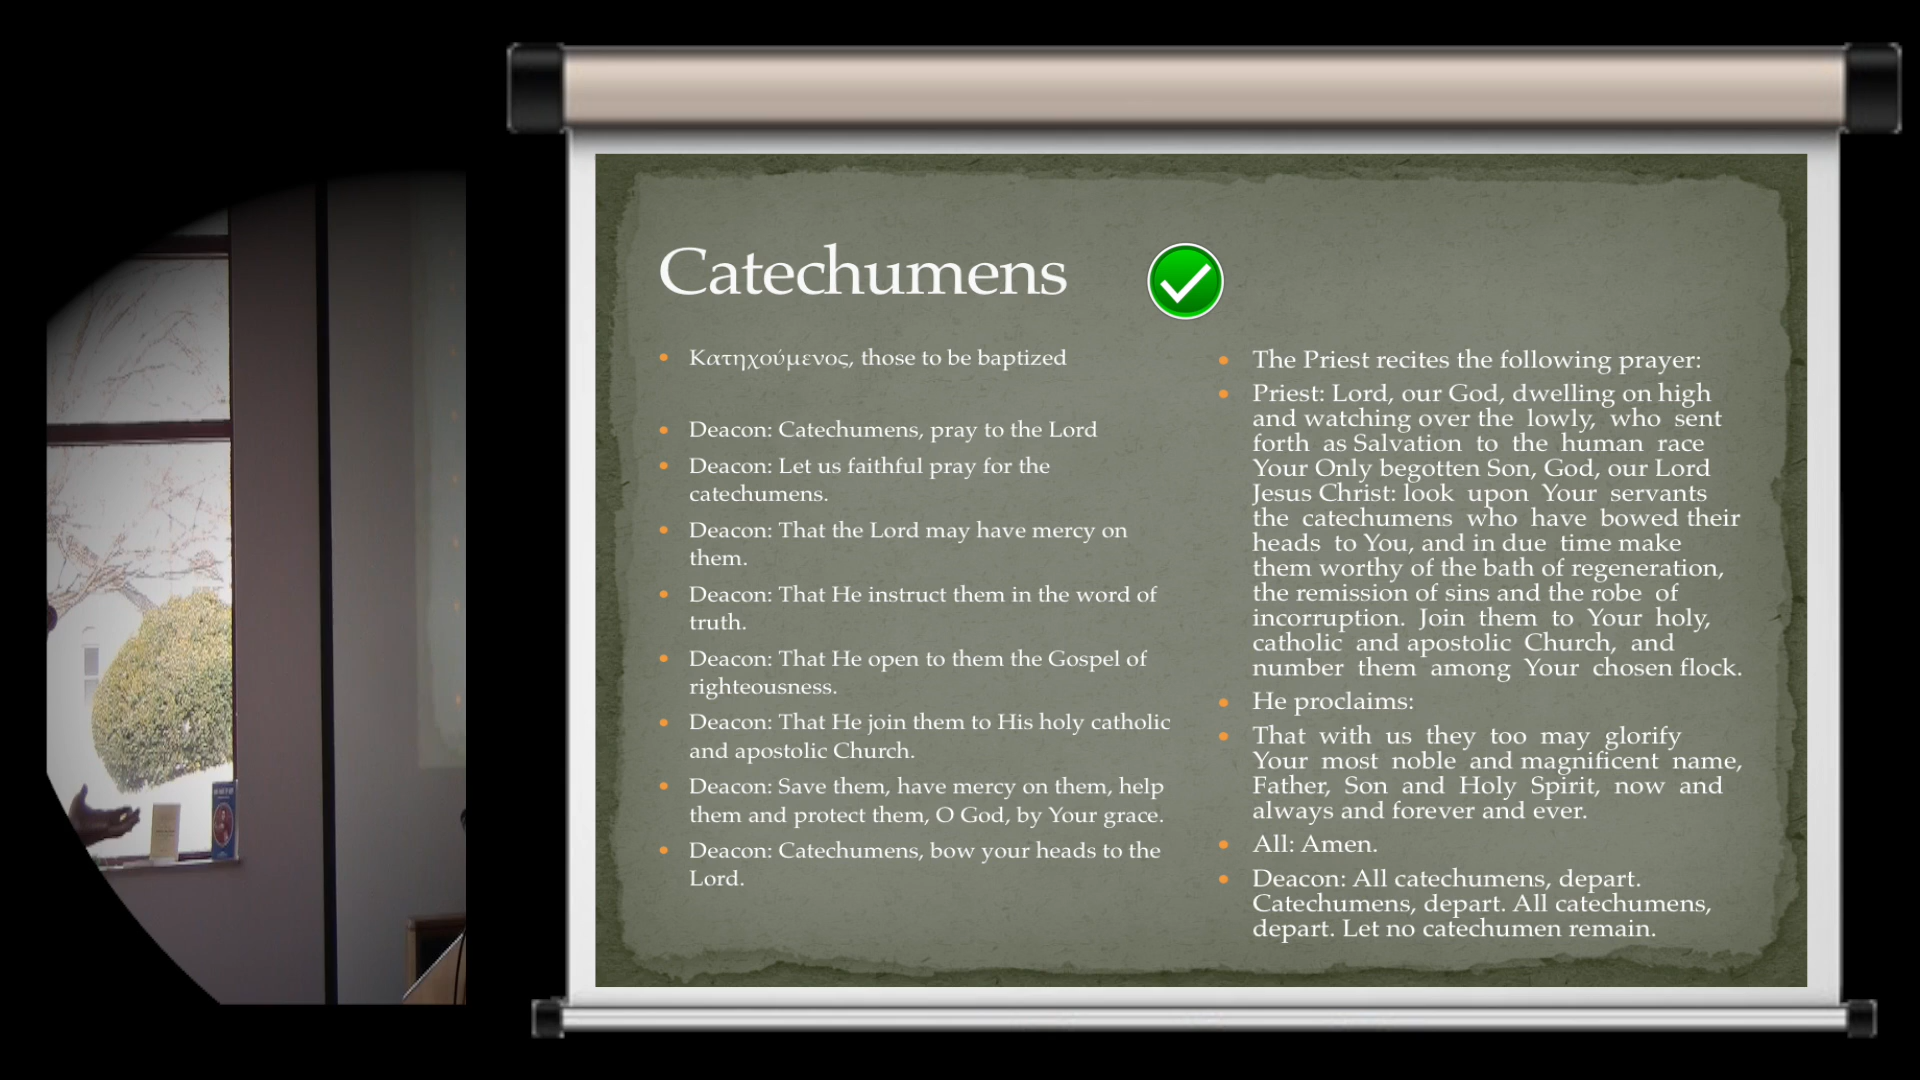 Catechumens
Κατηχούμενος, those to be baptized
Deacon: Catechumens, pray to the Lord
Deacon: Let us faithful pray for the
catechumens.
Deacon: That the Lord may have mercy on
them.
Deacon: That He instruct them in the word of
truth.
Deacon: That He open to them the Gospel of
righteousness.
Deacon: That He join them to His holy catholic
and apostolic Church.
Deacon: Save them, have mercy on them, help
them and protect them, O God, by Your grace.
Deacon: Catechumens, bow your heads to the
Lord.
The Priest recites the following prayer:
Priest: Lord, our God, dwelling on high
and watching over the lowly, who sent
forth as Salvation to the human race
Your Only begotten Son, God, our Lord
Jesus Christ: look upon Your servants
the catechumens who have bowed their
heads to You, and in due time make
them worthy of the bath of regeneration,
the remission of sins and the robe of
incorruption. Join them to Your holy,
catholic and apostolic Church, and
number them among Your chosen flock.
He proclaims:
That with us they too may glorify
Your most noble and magnificent name,
Father, Son and Holy Spirit, now and
always and forever and ever.
All: Amen.
Deacon: All catechumens, depart.
Catechumens, depart. All catechumens,
depart. Let no catechumen remain.